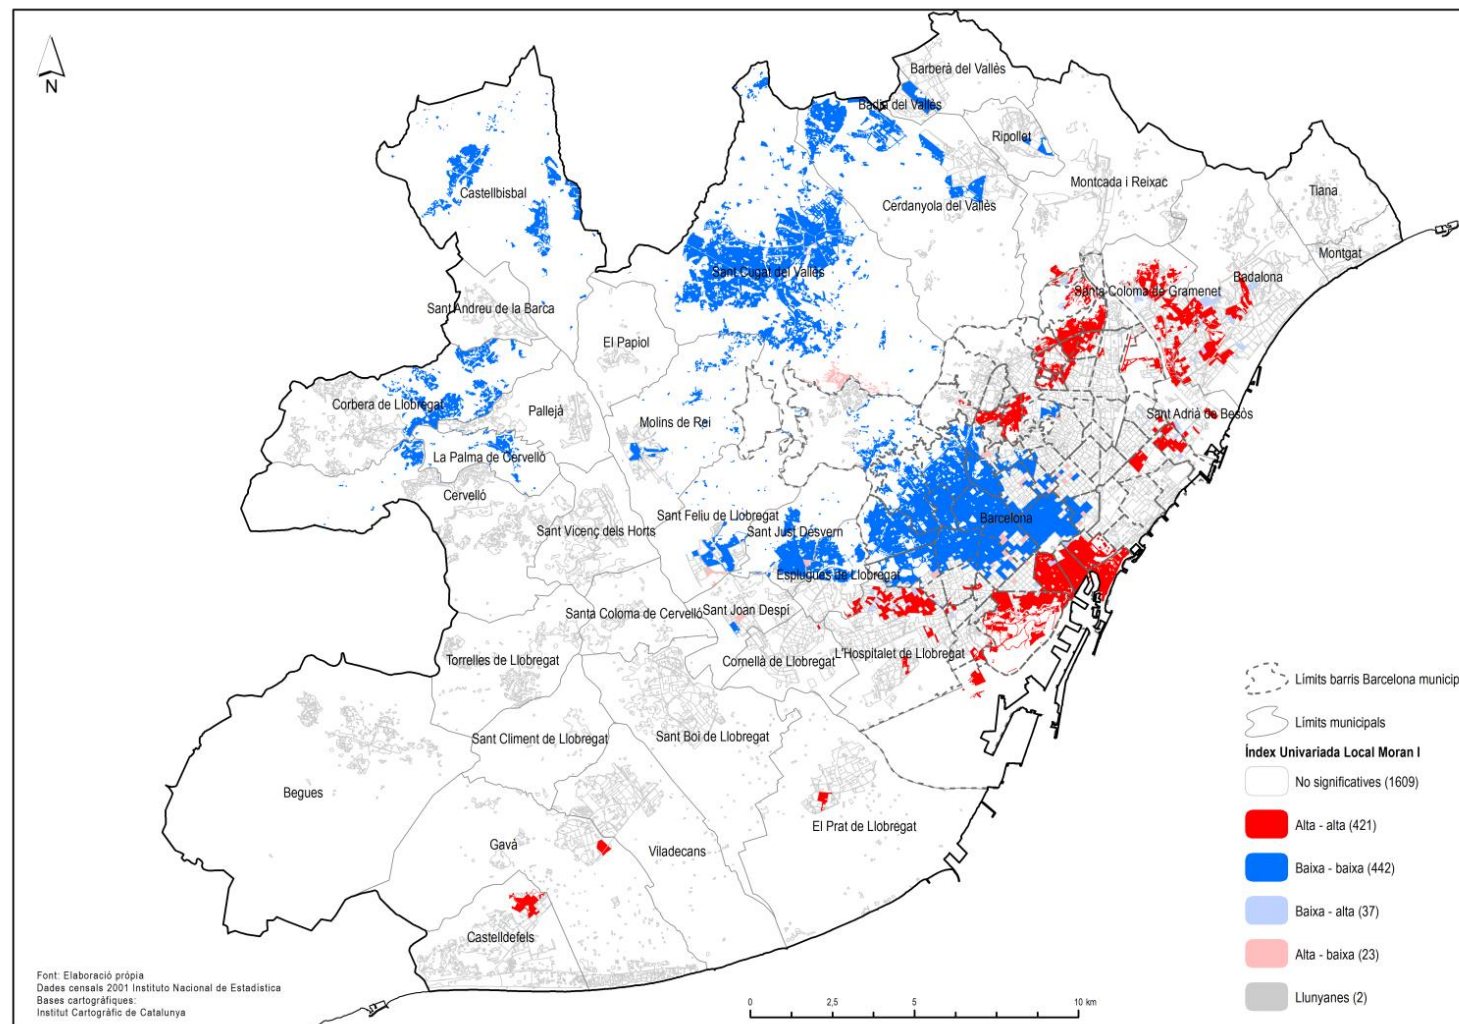 N
Barberà del Vallès
Badia del Vallès
Ripollet
Castellbisbal
Cerdanyola del Vallès
Montcada i Reixac
Tiana
Montgat
Sant Cugat del Vallès
Santa Coloma de Gramenet
Badalona
Sant Andreu de la Barca
El Papiol
Corbera de Llobregat
Pallejà
Molins de Rei
Sant Adrià de Besòs
La Palma de Cervelló
Cervelló
Sant Vicenç dels Horts
Sant Feliu de Llobregat
Sant Just Desvern
Barcelona
Esplugues de Llobregat
Santa Coloma de Cervelló
Sant Joan Despí
Torrelles de Llobregat
Cornellà de Llobregat
L'Hospitalet de Llobregat
Sant Climent de Llobregat
Sant Boi de Llobregat
Begues
El Prat de Llobregat
Gavà
Viladecans
Castelldefels
Límits barris Barcelona municip
Límits municipals
Índex Univariada Local Moran I
No significatives (1609)
Alta - alta (421)
Baixa - baixa (442)
Baixa - alta (37)
Alta - baixa (23)
Llunyanes (2)
Font: Elaboració pròpia
Dades censals 2001 Instituto Nacional de Estadística
Bases cartogràfiques:
Institut Cartogràfic de Catalunya
0 2,5 5 10 km